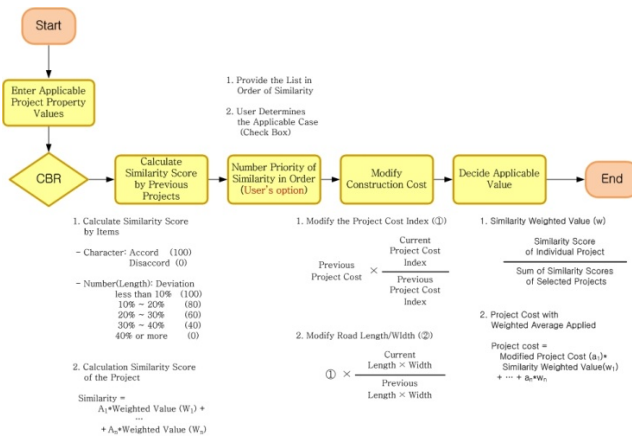 Start
Enter Applicable
Project Property
Values
CBR
Calculate
Similarity Score
by Previous
Projects
1. Provide the List in
Order of Similarity
2. User Determines
the Applicable Case
(Check Box)
Number Priority of
Similarity in Order
(User's option)
Modify
Construction Cost
Decide Applicable
Value
End
1. Calculate Similarity Score
by Items
- Character: Accord (100)
Disaccord (0)
- Number(Length): Deviation
less than 10% (100)
10% ~ 20% (80)
20% ~ 30% (60)
30% ~ 40% (40)
40% or more (0)
2. Calculation Similarity Score
of the Project
Similarity =
A₁*Weighted Value (W₁) +
...
+ Aₙ*Weighted Value (Wₙ)
1. Modify the Project Cost Index (①)
Previous
Project Cost
×
Current
Project Cost
Index
Previous
Project Cost
Index
2. Modify Road Length/Width (②)
① ×
Current
Length × Width
Previous
Length × Width
1. Similarity Weighted Value (w)
Similarity Score
of Individual Project
Sum of Similarity Scores
of Selected Projects
2. Project Cost with
Weighted Average Applied
Project cost =
Modified Project Cost (a₁)*
Similarity Weighted Value(w₁)
+ ··· + aₙ*wₙ